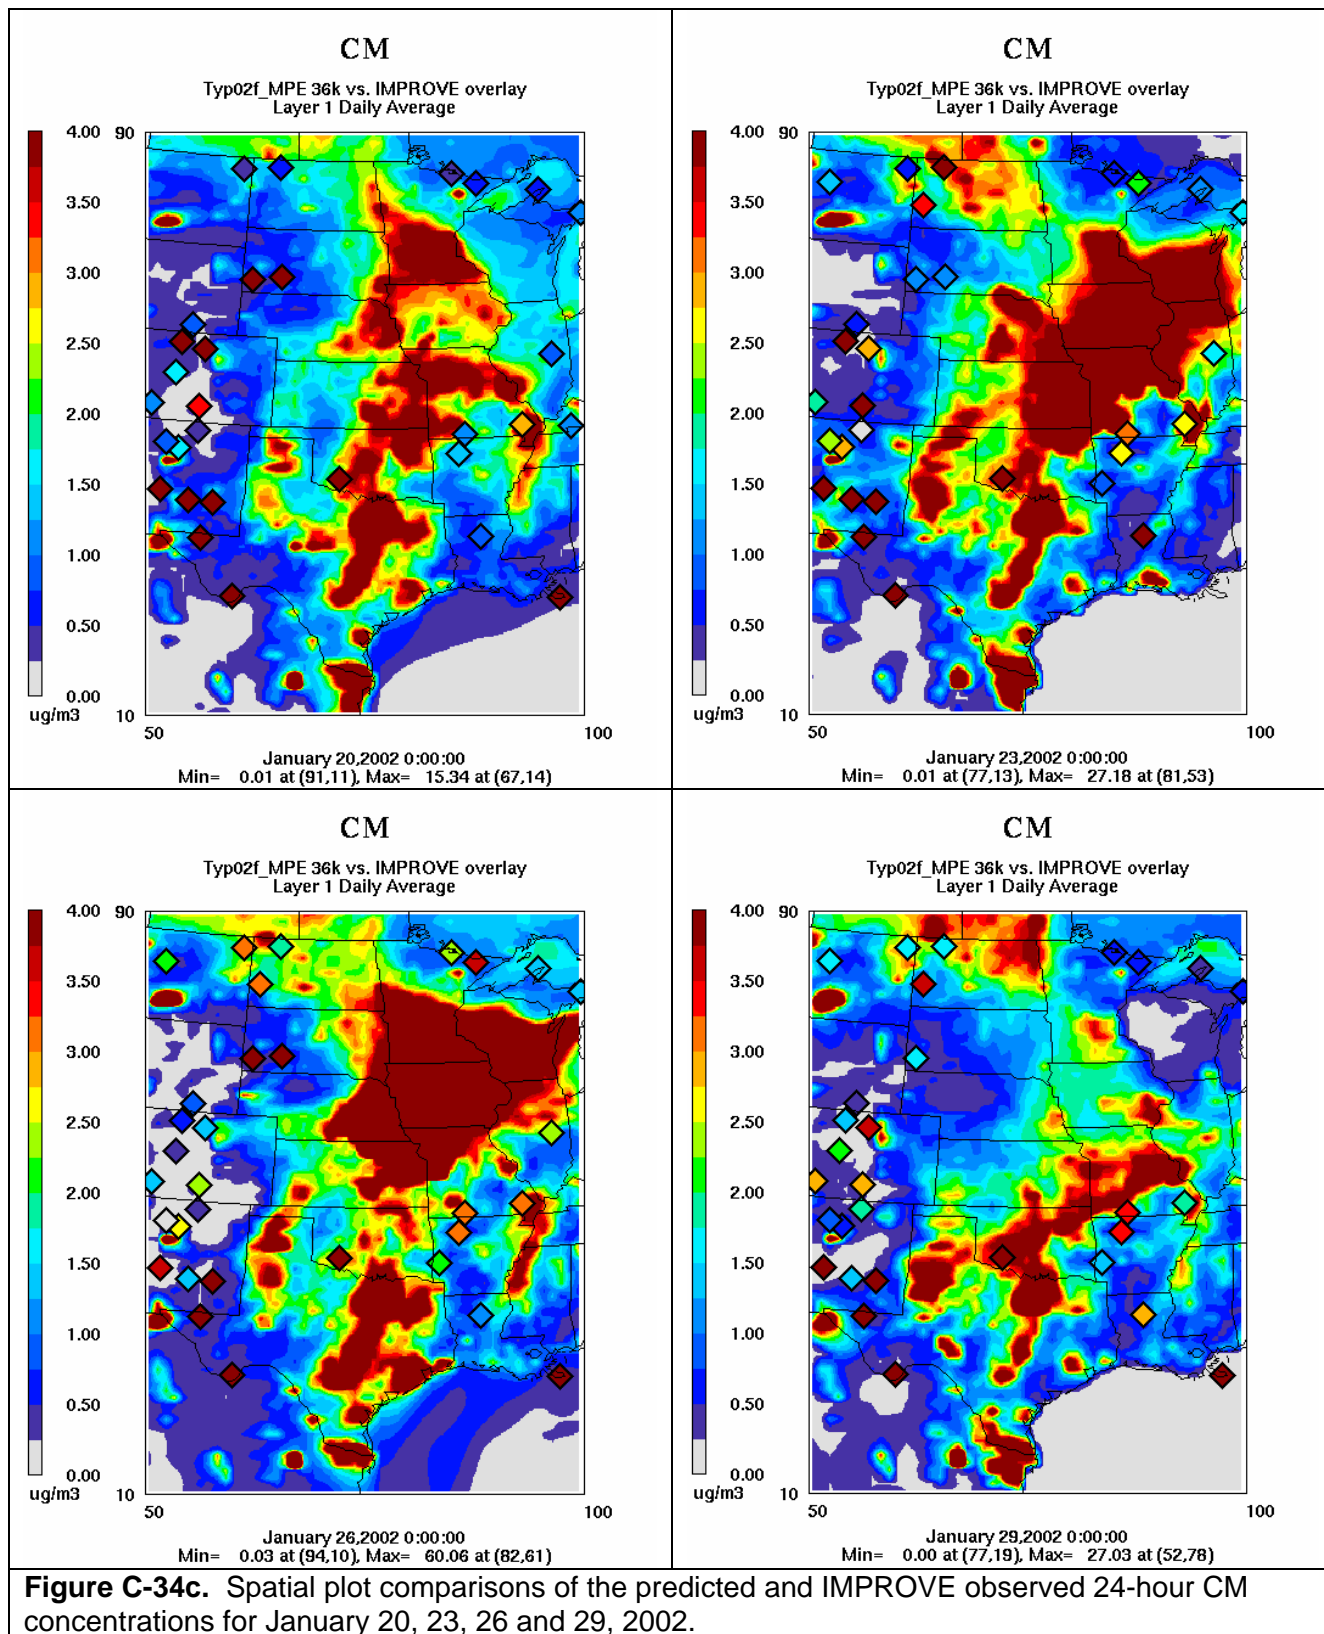 CM
Typ02f_MPE 36k vs. IMPROVE overlay
Layer 1 Daily Average
4.00
3.50
3.00
2.50
2.00
1.50
1.00
0.50
0.00
ug/m3
90
10
50
100
January 20,2002 0:00:00
Min= 0.01 at (91,11), Max= 15.34 at (67,14)
CM
Typ02f_MPE 36k vs. IMPROVE overlay
Layer 1 Daily Average
4.00
3.50
3.00
2.50
2.00
1.50
1.00
0.50
0.00
ug/m3
90
10
50
100
January 23,2002 0:00:00
Min= 0.01 at (77,13), Max= 27.18 at (81,53)
CM
Typ02f_MPE 36k vs. IMPROVE overlay
Layer 1 Daily Average
4.00
3.50
3.00
2.50
2.00
1.50
1.00
0.50
0.00
ug/m3
90
10
50
100
January 26,2002 0:00:00
Min= 0.03 at (94,10), Max= 60.06 at (82,61)
CM
Typ02f_MPE 36k vs. IMPROVE overlay
Layer 1 Daily Average
4.00
3.50
3.00
2.50
2.00
1.50
1.00
0.50
0.00
ug/m3
90
10
50
100
January 29,2002 0:00:00
Min= 0.00 at (77,19), Max= 27.03 at (52,78)
Figure C-34c. Spatial plot comparisons of the predicted and IMPROVE observed 24-hour CM
concentrations for January 20, 23, 26 and 29, 2002.